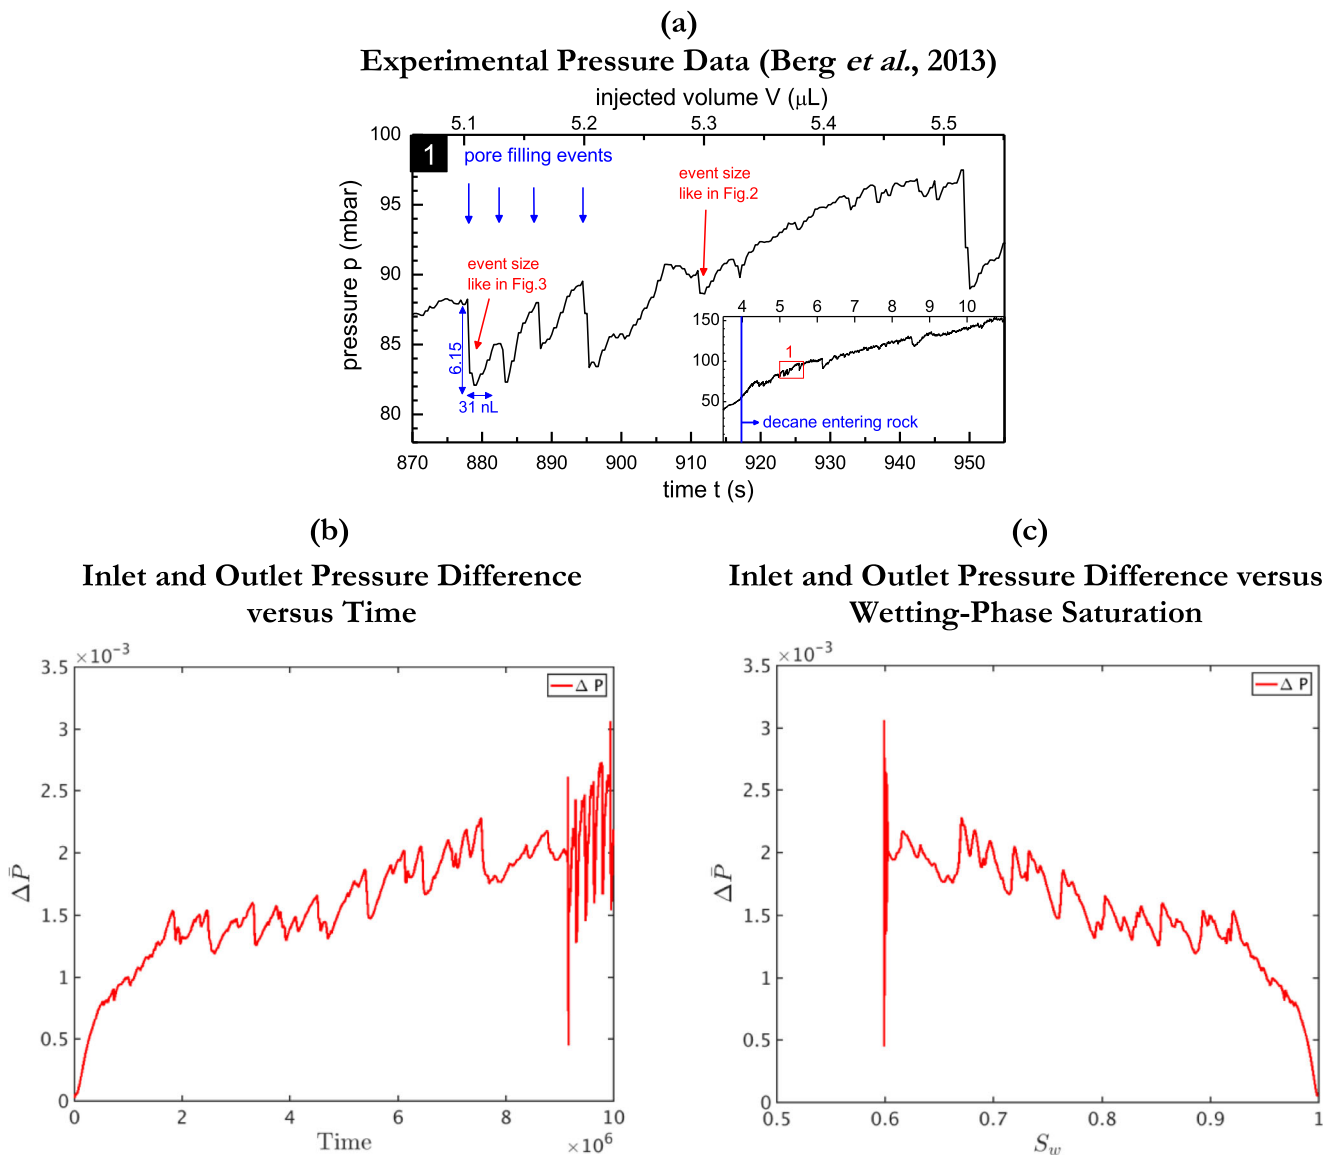 (a)
Experimental Pressure Data (Berg et al., 2013)
injected volume V (μL)
5.1 5.2 5.3 5.4 5.5
100
95
90
85
80
pressure p (mbar)
1
pore filling events
event size
like in Fig.2
event size
like in Fig.3
6.15
31 nL
4 5 6 7 8 9 10
150
100
50
1
decane entering rock
870 880 890 900 910 920 930 940 950
time t (s)
(b)
Inlet and Outlet Pressure Difference
versus Time
×10⁻³
3.5
3
2.5
2
1.5
1
0.5
0
Δ P
ΔP̄
0 2 4 6 8 10
Time
×10⁶
(c)
Inlet and Outlet Pressure Difference versus
Wetting-Phase Saturation
×10⁻³
3.5
3
2.5
2
1.5
1
0.5
0
Δ P
ΔP̄
0.5 0.6 0.7 0.8 0.9 1
S_w